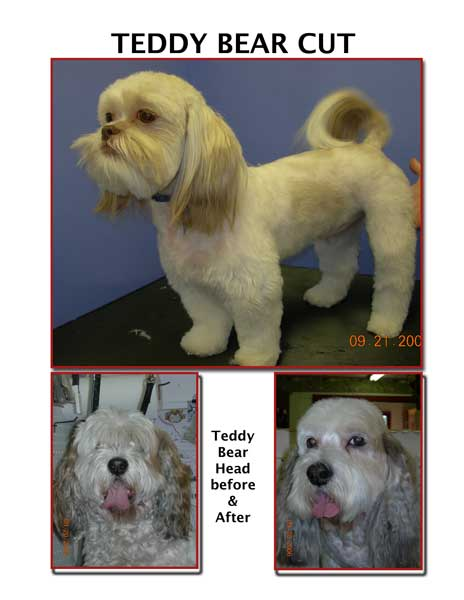 TEDDY BEAR CUT
09.21.200
Teddy
Bear
Head
before
&
After